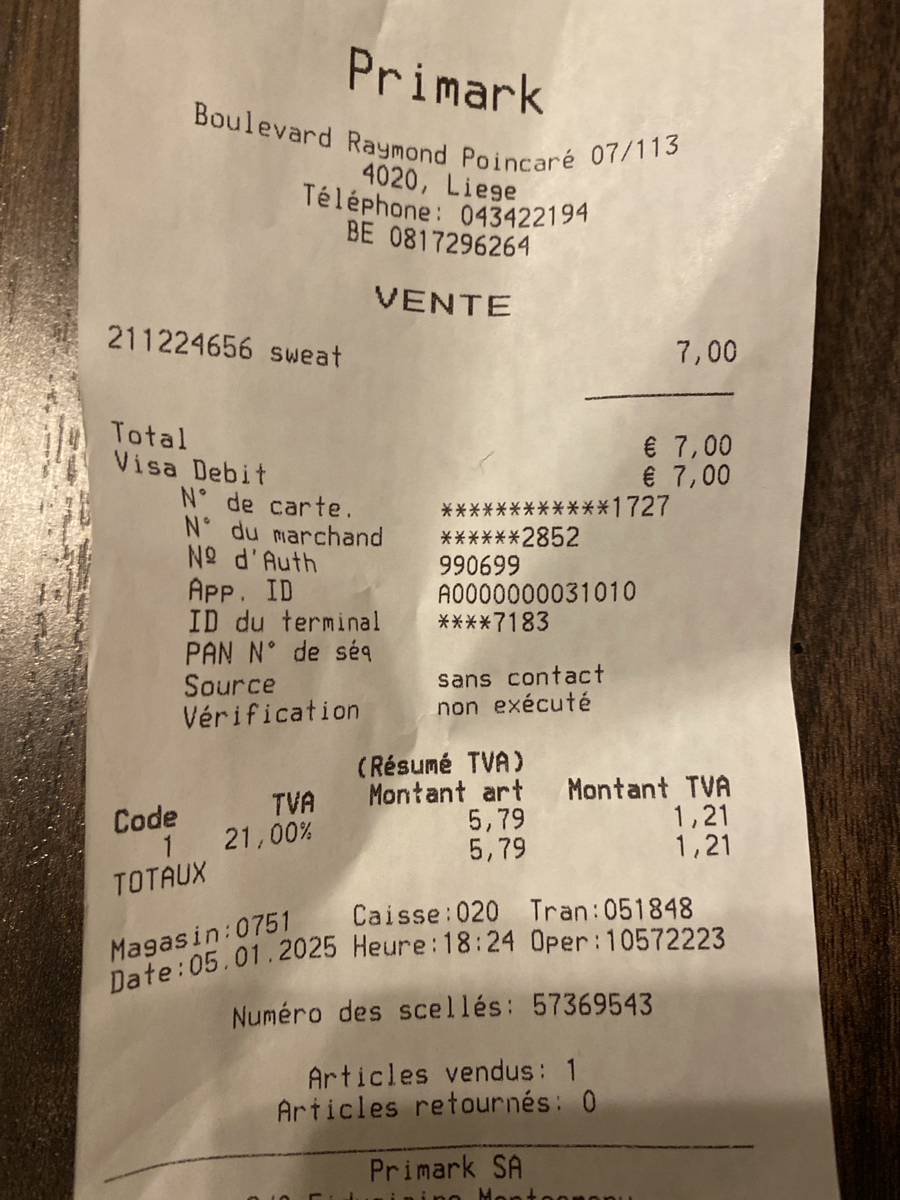 Primark
Boulevard Raymond Poincaré 07/113
4020, Liege
Téléphone: 043422194
BE 0817296264
VENTE
211224656 sweat 7,00
Total € 7,00
Visa Debit € 7,00
N° de carte. ************1727
N° du marchand ******2852
Nº d'Auth 990699
App. ID A0000000031010
ID du terminal ****7183
PAN N° de séq
Source sans contact
Vérification non exécuté
(Résumé TVA)
Code TVA Montant art Montant TVA
1 21,00% 5,79 1,21
TOTAUX 5,79 1,21
Magasin:0751 Caisse:020 Tran:051848
Date:05.01.2025 Heure:18:24 Oper:10572223
Numéro des scellés: 57369543
Articles vendus: 1
Articles retournés: 0
Primark SA